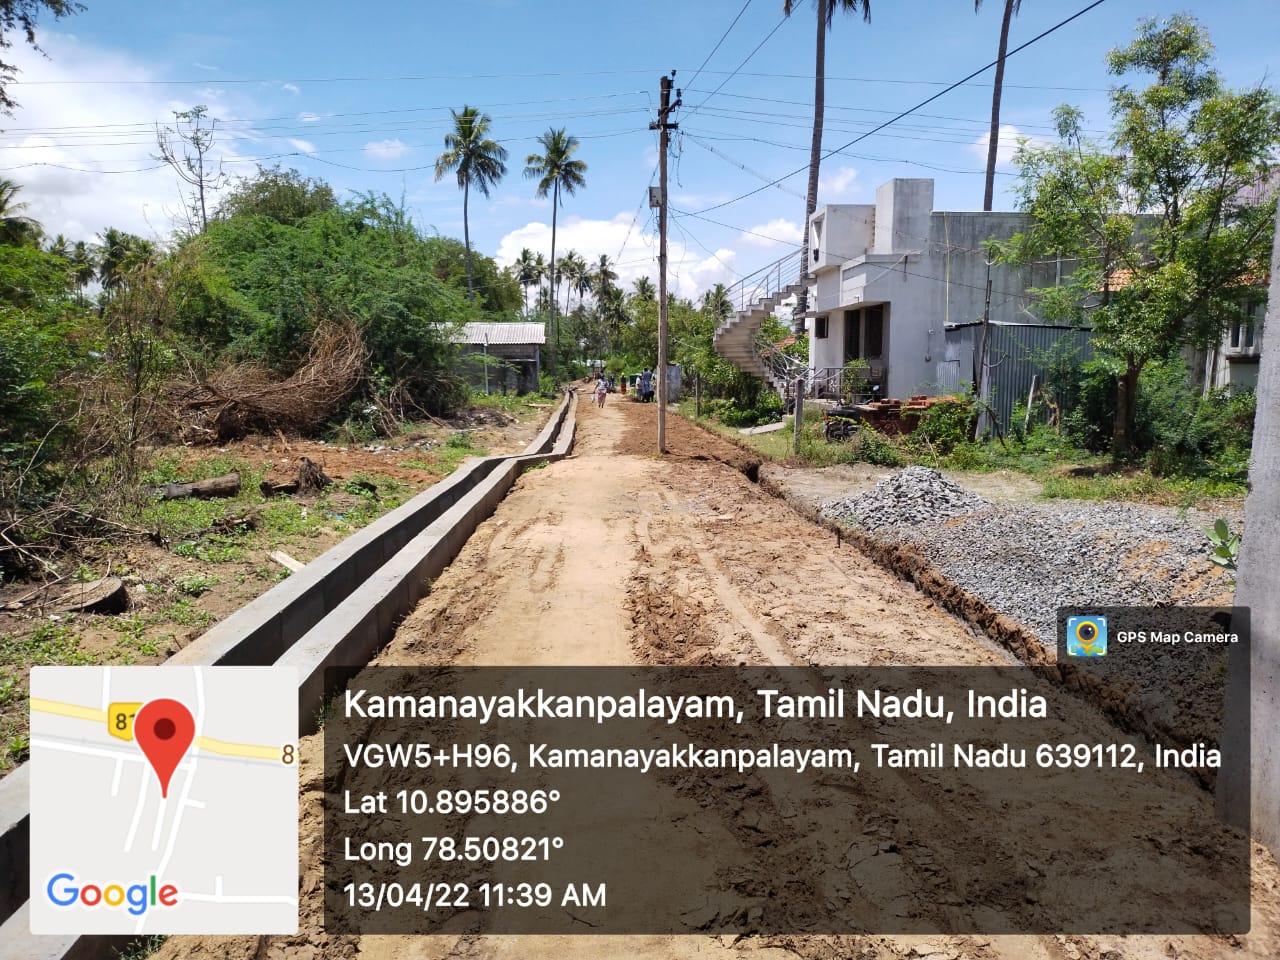 GPS Map Camera
Kamanayakkanpalayam, Tamil Nadu, India
VGW5+H96, Kamanayakkanpalayam, Tamil Nadu 639112, India
Lat 10.895886°
Long 78.50821°
13/04/22 11:39 AM
8
Google